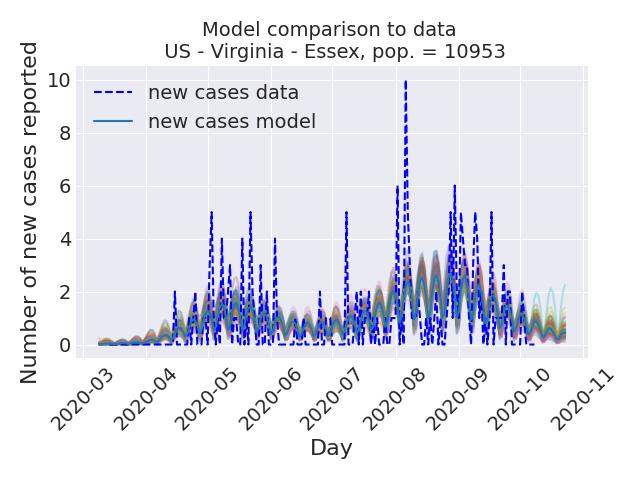 Model comparison to data
US - Virginia - Essex, pop. = 10953
Number of new cases reported
10
8
6
4
2
0
new cases data
new cases model
2020-03
2020-04
2020-05
2020-06
2020-07
2020-08
2020-09
2020-10
2020-11
Day